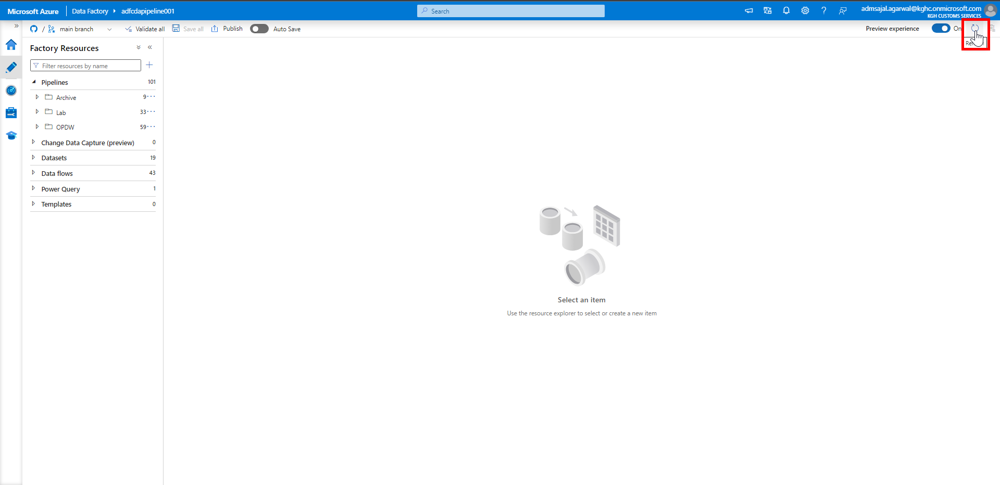 Microsoft Azure Data Factory adfcdapipeline001 Search admsajal.agarwal@kghc.onmicrosoft.com
KGH CUSTOMS SERVICES
/ main branch Validate all Save all Publish Auto Save Preview experience On
Factory Resources
Filter resources by name
Pipelines 101
Archive 9
Lab 33
OPDW 59
Change Data Capture (preview) 0
Datasets 19
Data flows 43
Power Query 1
Templates 0
Select an item
Use the resource explorer to select or create a new item